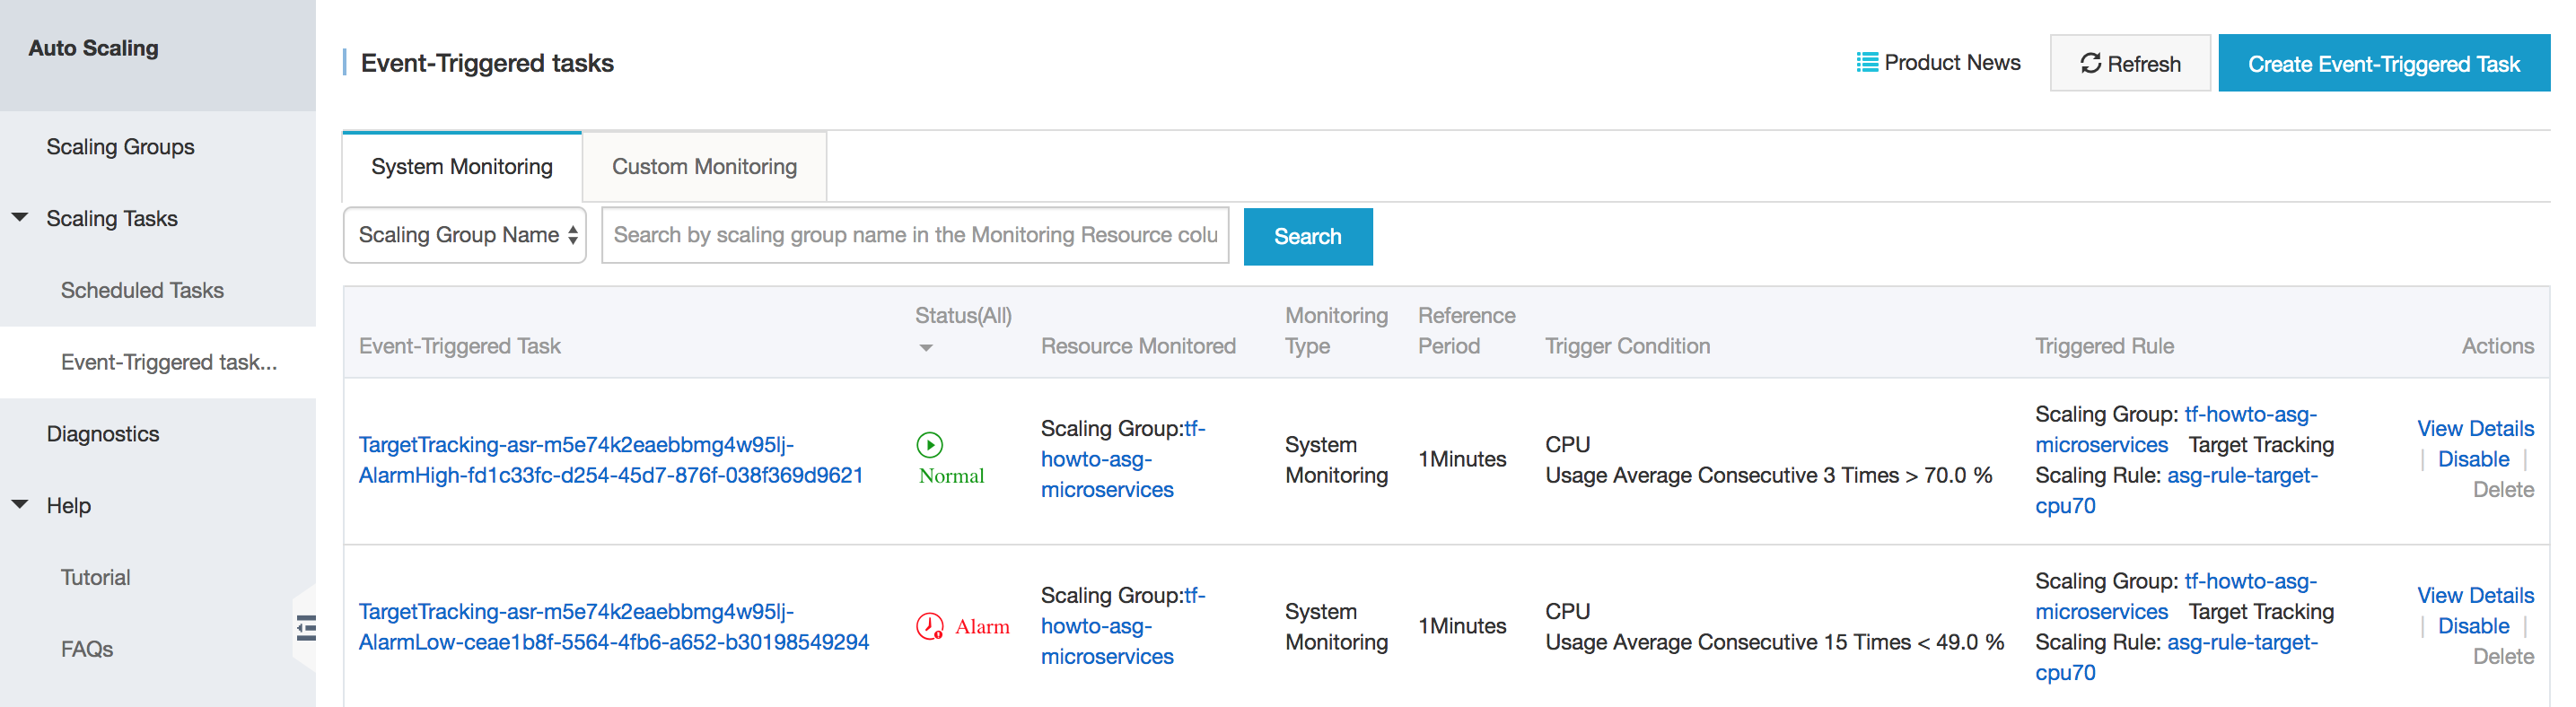 Auto Scaling
Scaling Groups
Scaling Tasks
Scheduled Tasks
Event-Triggered task...
Diagnostics
Help
Tutorial
FAQs
Event-Triggered tasks
Product News
Refresh
Create Event-Triggered Task
System Monitoring
Custom Monitoring
Scaling Group Name
Search by scaling group name in the Monitoring Resource colu
Search
Event-Triggered Task
Status(All)
Resource Monitored
Monitoring
Type
Reference
Period
Trigger Condition
Triggered Rule
Actions
TargetTracking-asr-m5e74k2eaebbmg4w95lj-
AlarmHigh-fd1c33fc-d254-45d7-876f-038f369d9621
Normal
Scaling Group:tf-
howto-asg-
microservices
System
Monitoring
1Minutes
CPU
Usage Average Consecutive 3 Times > 70.0 %
Scaling Group: tf-howto-asg-
microservices Target Tracking
Scaling Rule: asg-rule-target-
cpu70
View Details
| Disable |
Delete
TargetTracking-asr-m5e74k2eaebbmg4w95lj-
AlarmLow-ceae1b8f-5564-4fb6-a652-b30198549294
Alarm
Scaling Group:tf-
howto-asg-
microservices
System
Monitoring
1Minutes
CPU
Usage Average Consecutive 15 Times < 49.0 %
Scaling Group: tf-howto-asg-
microservices Target Tracking
Scaling Rule: asg-rule-target-
cpu70
View Details
| Disable |
Delete